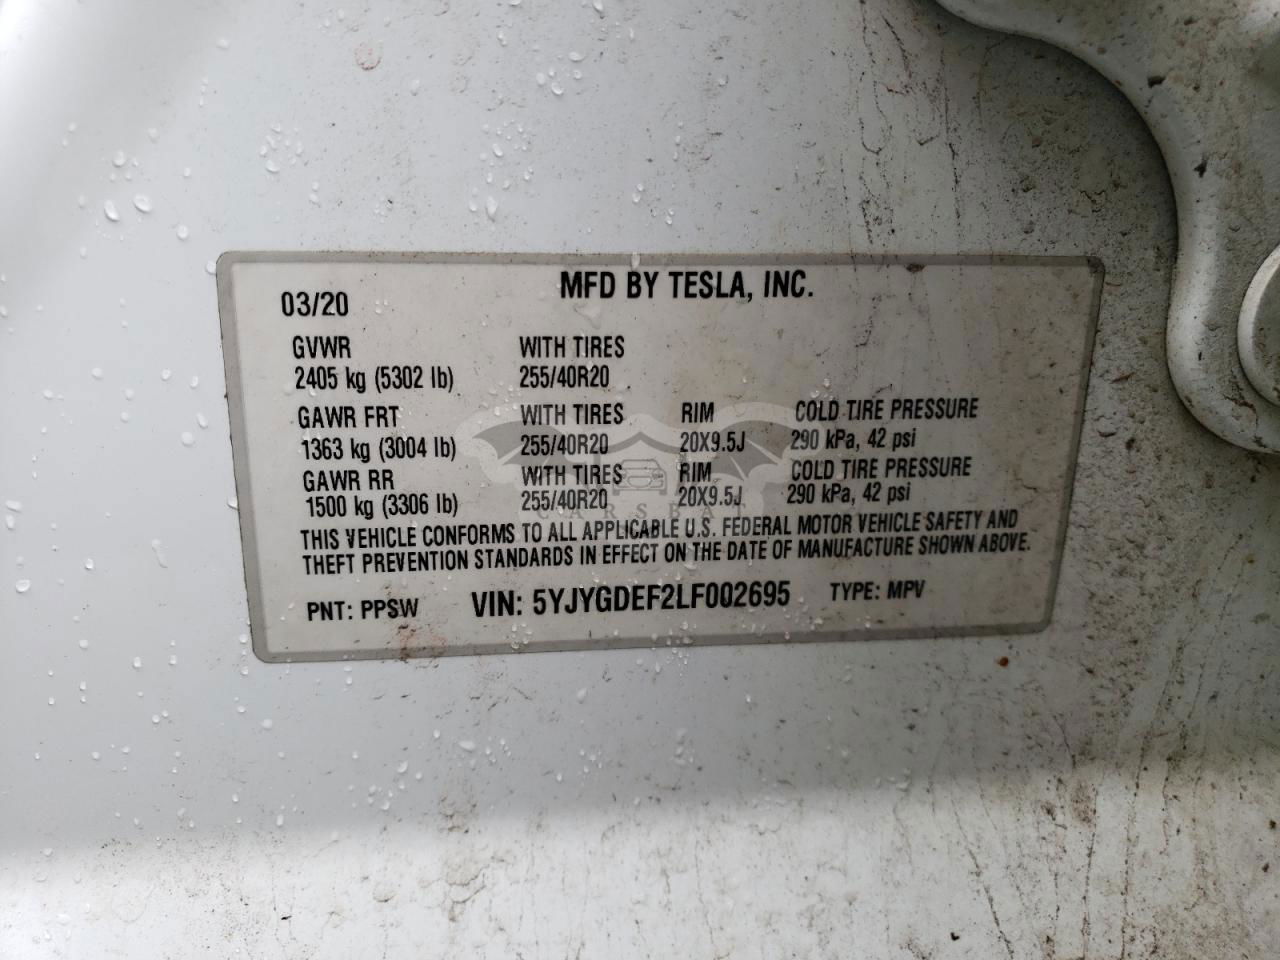 MFD BY TESLA, INC.
03/20
GVWR WITH TIRES
2405 kg (5302 lb) 255/40R20
GAWR FRT WITH TIRES RIM COLD TIRE PRESSURE
1363 kg (3004 lb) 255/40R20 20X9.5J 290 kPa, 42 psi
GAWR RR WITH TIRES RIM COLD TIRE PRESSURE
1500 kg (3306 lb) 255/40R20 20X9.5J 290 kPa, 42 psi
CARSBAT
THIS VEHICLE CONFORMS TO ALL APPLICABLE U.S. FEDERAL MOTOR VEHICLE SAFETY AND
THEFT PREVENTION STANDARDS IN EFFECT ON THE DATE OF MANUFACTURE SHOWN ABOVE.
PNT: PPSW VIN: 5YJYGDEF2LF002695 TYPE: MPV